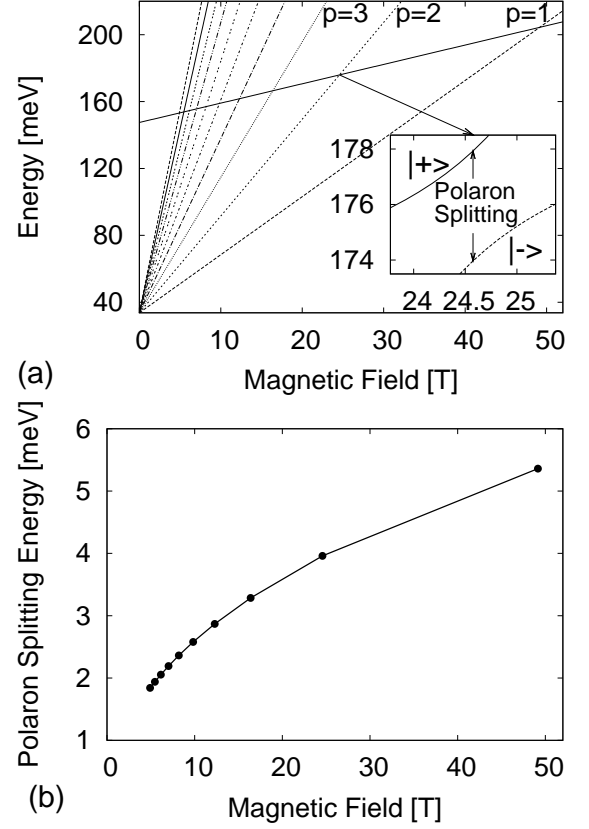 p=3 p=2 p=1
220
200
160
120
80
40
Energy [meV]
178
176
174
|+>
Polaron
Splitting
|->
24 24.5 25
0 10 20 30 40 50
(a)
Magnetic Field [T]
6
5
4
3
2
1
Polaron Splitting Energy [meV]
0 10 20 30 40 50
(b)
Magnetic Field [T]